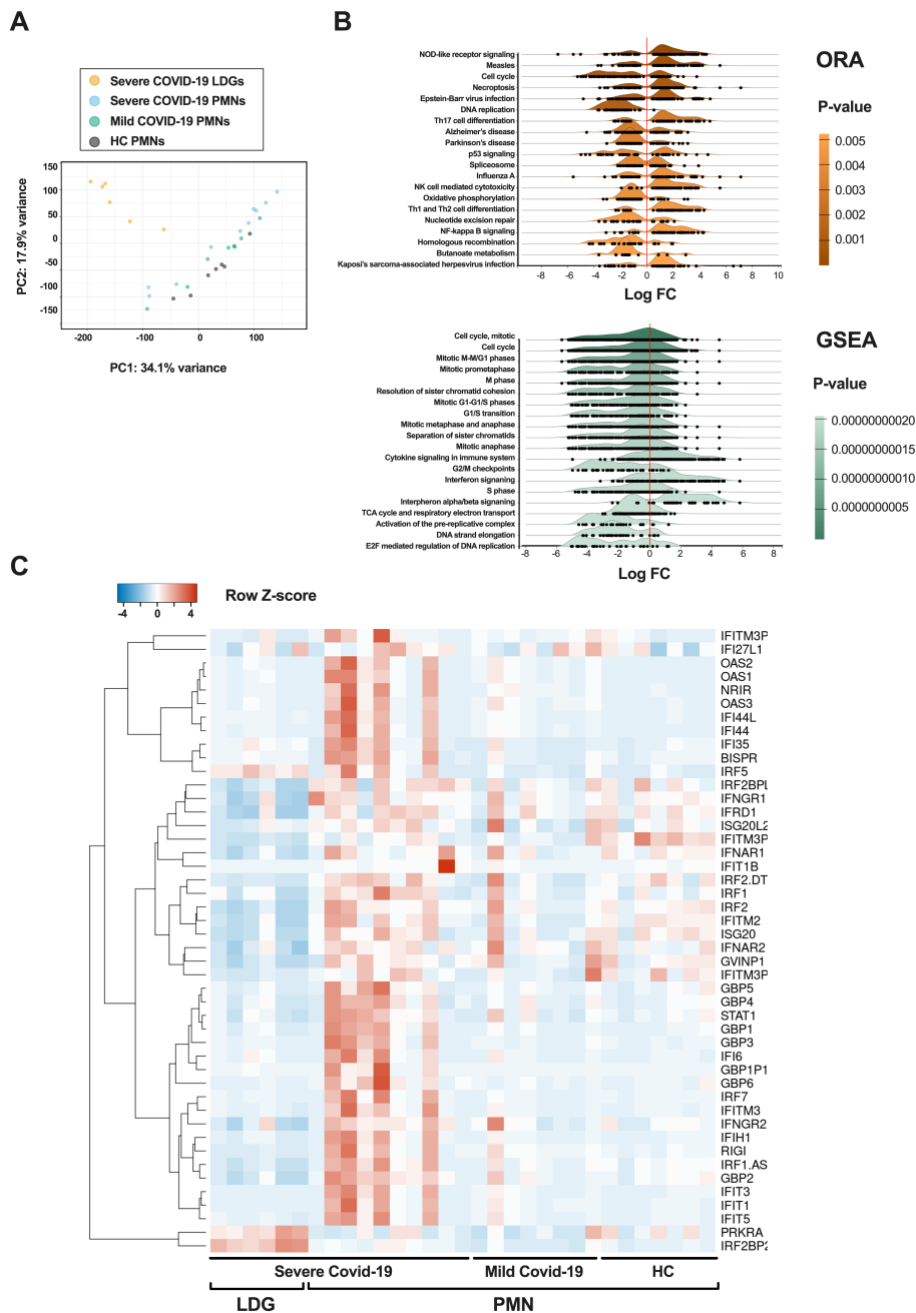 A
Severe COVID-19 LDGs
Severe COVID-19 PMNs
Mild COVID-19 PMNs
HC PMNs
PC2: 17.9% variance
150
100
50
0
-50
-100
-150
-200
-100
0
100
PC1: 34.1% variance
B
NOD-like receptor signaling
Measles
Cell cycle
Necroptosis
Epstein-Barr virus infection
DNA replication
Th17 cell differentiation
Alzheimer's disease
Parkinson's disease
p53 signaling
Spliceosome
Influenza A
NK cell mediated cytotoxicity
Oxidative phosphorylation
Th1 and Th2 cell differentiation
Nucleotide excision repair
NF-kappa B signaling
Homologous recombination
Butanoate metabolism
Kaposi's sarcoma-associated herpesvirus infection
-8 -6 -4 -2 0 2 4 6 8 10
Log FC
ORA
P-value
0.005
0.004
0.003
0.002
0.001
Cell cycle, mitotic
Cell cycle
Mitotic M-M/G1 phases
Mitotic prometaphase
M phase
Resolution of sister chromatid cohesion
Mitotic G1-G1/S phases
G1/S transition
Mitotic metaphase and anaphase
Separation of sister chromatids
Mitotic anaphase
Cytokine signaling in immune system
G2/M checkpoints
Interferon signaning
S phase
Interpheron alpha/beta signaning
TCA cycle and respiratory electron transport
Activation of the pre-replicative complex
DNA strand elongation
E2F mediated regulation of DNA replication
-8 -6 -4 -2 0 2 4 6 8
Log FC
GSEA
P-value
0.00000000020
0.00000000015
0.00000000010
0.0000000005
C
-4 0 4
Row Z-score
IFITM3P
IFI27L1
OAS2
OAS1
NRIR
OAS3
IFI44L
IFI44
IFI35
BISPR
IRF5
IRF2BPL
IFNGR1
IFRD1
ISG20L2
IFITM3P
IFNAR1
IFIT1B
IRF2.DT
IRF1
IRF2
IFITM2
ISG20
IFNAR2
GVINP1
IFITM3P
GBP5
GBP4
STAT1
GBP1
GBP3
IFI6
GBP1P1
GBP6
IRF7
IFITM3
IFNGR2
IFIH1
RIGI
IRF1.AS
GBP2
IFIT3
IFIT1
IFIT5
PRKRA
IRF2BP2
Severe Covid-19
Mild Covid-19
HC
LDG
PMN